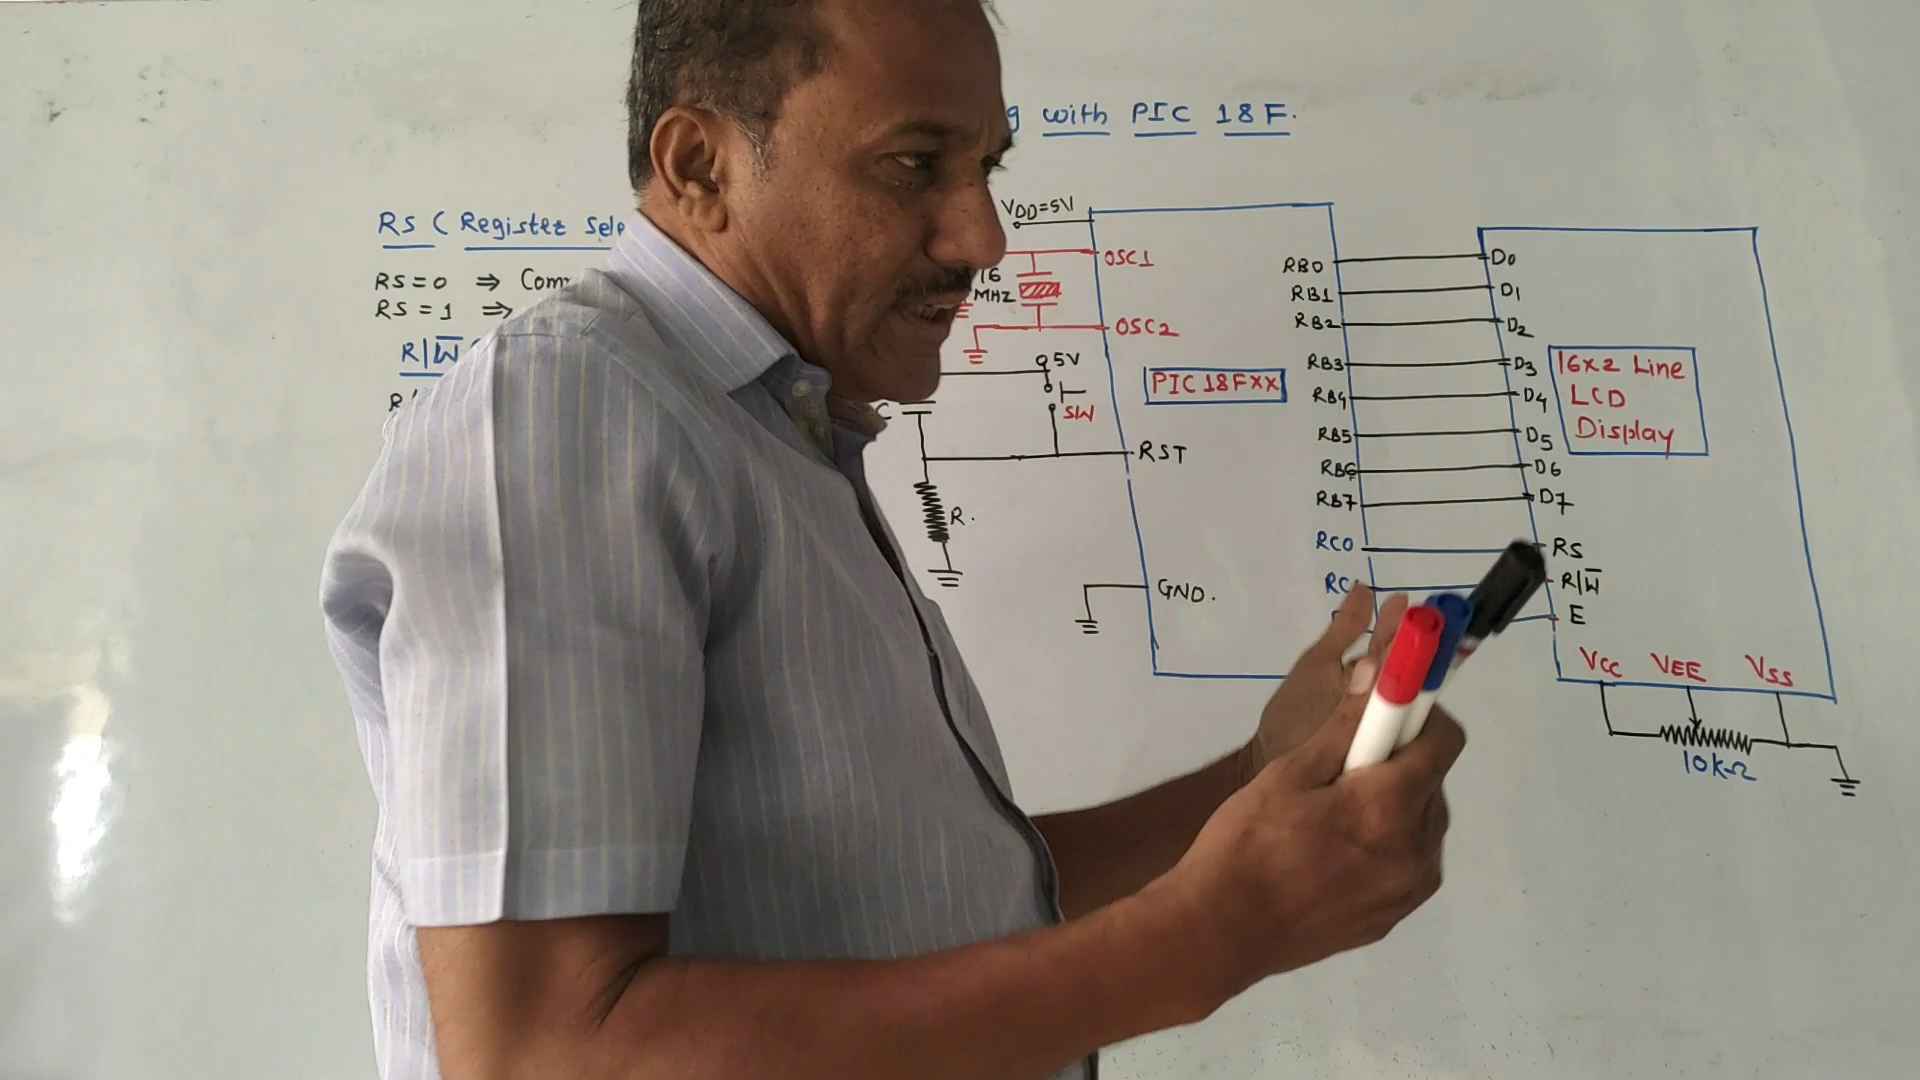 with PIC 18F.
RS ( Register
RS = 0 ⇒
RS = 1 ⇒
R/W̅
VDD=5V
OSC1
16
MHZ
OSC2
5V
SW
C
RST
R.
GND.
PIC 18FXX
RB0
RB1
RB2
RB3
RB4
RB5
RB6
RB7
RC0
D0
D1
D2
D3
D4
D5
D6
D7
RS
R/W̅
E
16x2 Line
LCD
Display
VCC VEE VSS
10kΩ